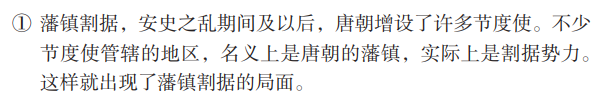 ① 藩镇割据，安史之乱期间及以后，唐朝增设了许多节度使。不少
节度使管辖的地区，名义上是唐朝的藩镇，实际上是割据势力。
这样就出现了藩镇割据的局面。